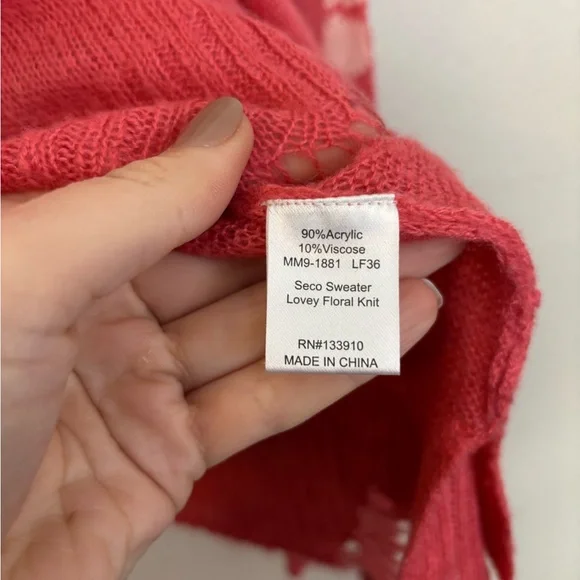 90%Acrylic
10%Viscose
MM9-1881 LF36
Seco Sweater
Lovey Floral Knit
RN#133910
MADE IN CHINA